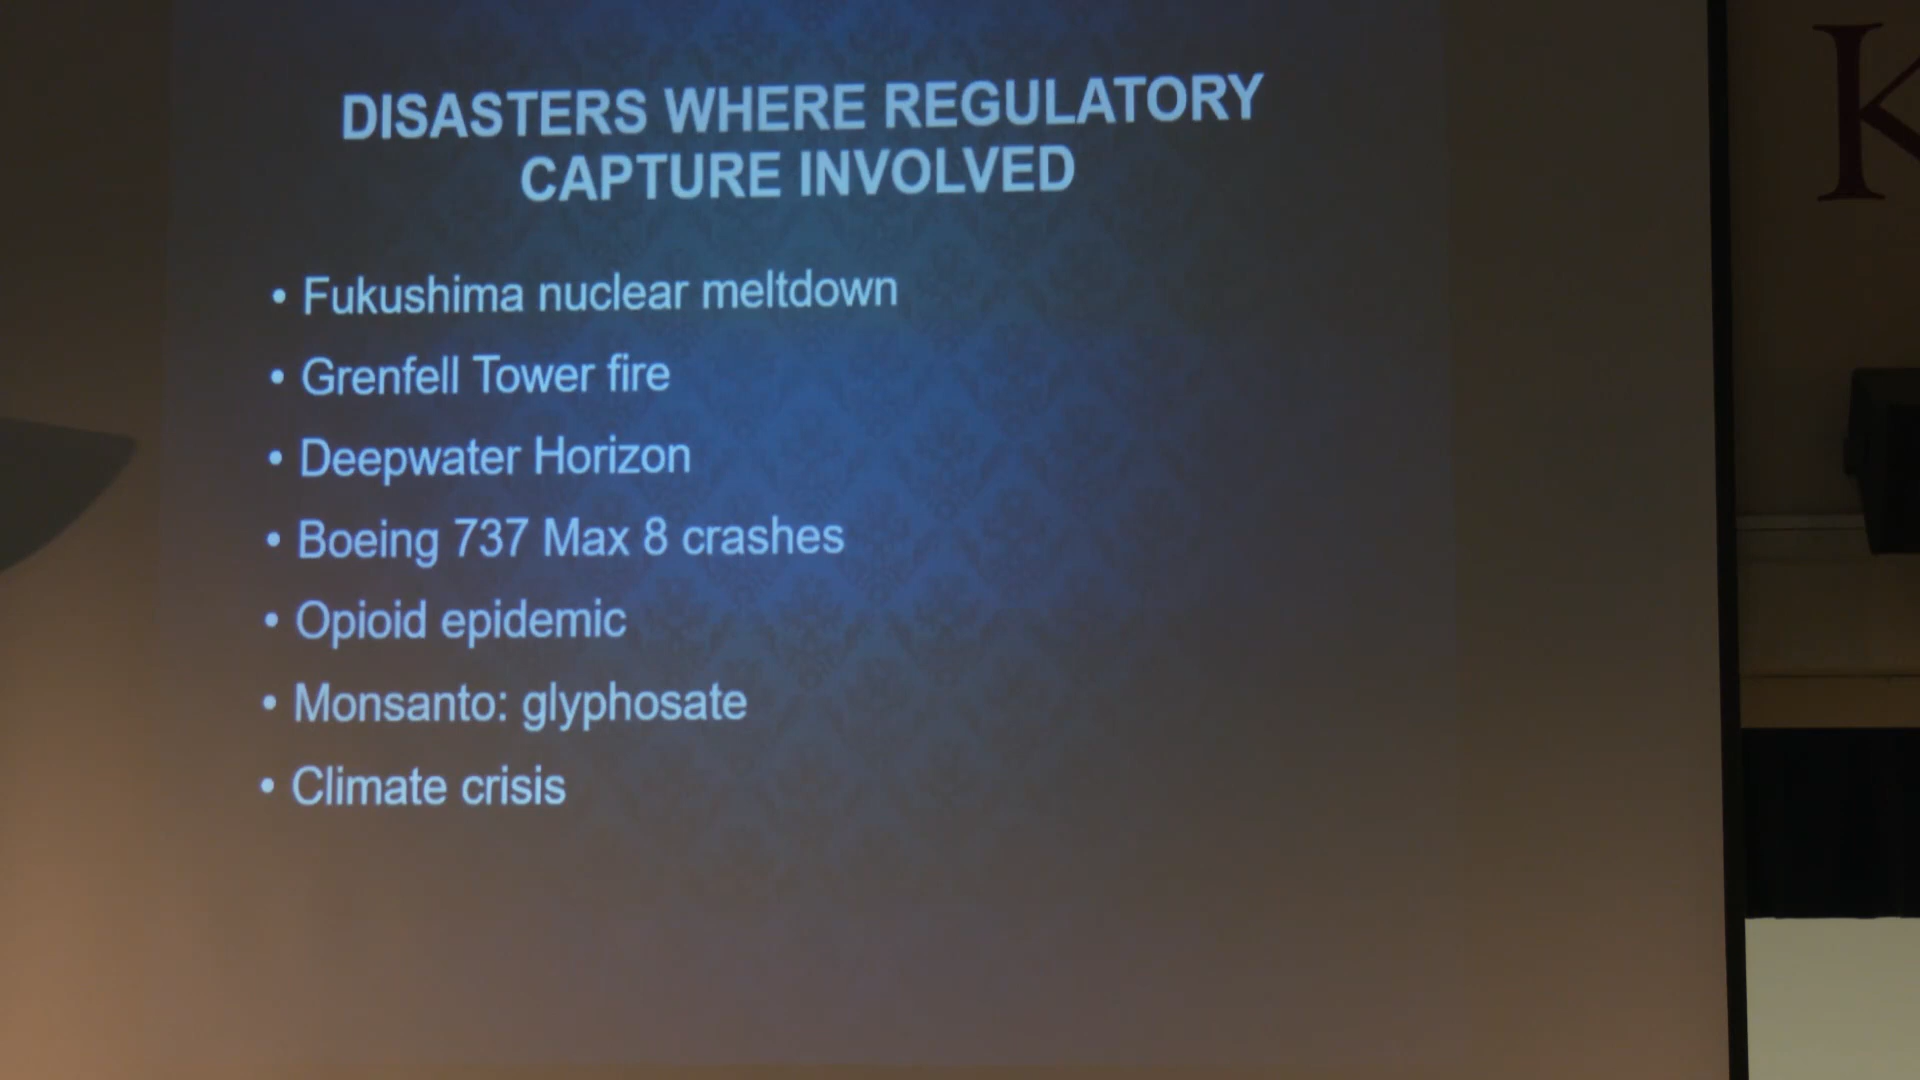 DISASTERS WHERE REGULATORY
CAPTURE INVOLVED
• Fukushima nuclear meltdown
• Grenfell Tower fire
• Deepwater Horizon
• Boeing 737 Max 8 crashes
• Opioid epidemic
• Monsanto: glyphosate
• Climate crisis
K